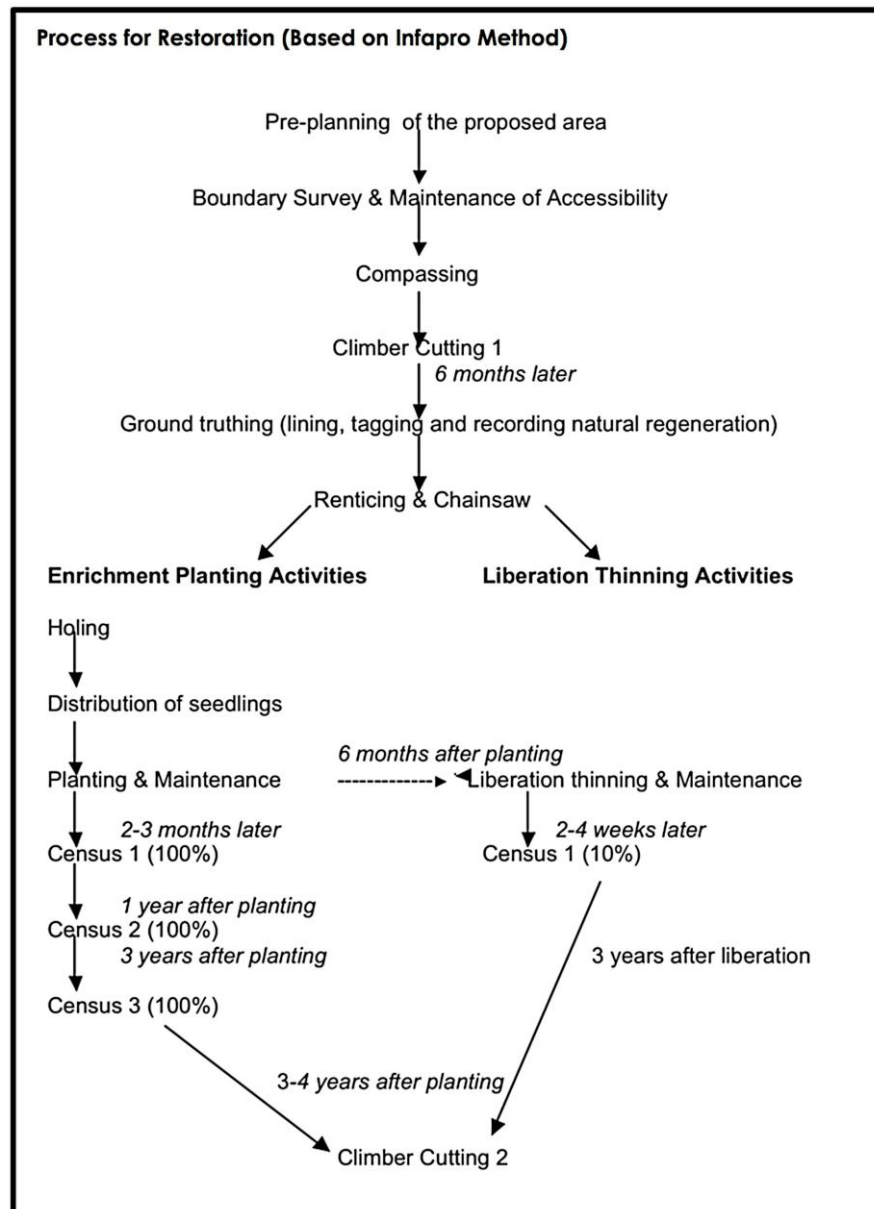 Process for Restoration (Based on Infapro Method)
Pre-planning of the proposed area
Boundary Survey & Maintenance of Accessibility
Compassing
Climber Cutting 1
6 months later
Ground truthing (lining, tagging and recording natural regeneration)
Renticing & Chainsaw
Enrichment Planting Activities
Liberation Thinning Activities
Holing
Distribution of seedlings
6 months after planting
Planting & Maintenance
Liberation thinning & Maintenance
2-3 months later
2-4 weeks later
Census 1 (100%)
Census 1 (10%)
1 year after planting
Census 2 (100%)
3 years after planting
3 years after liberation
Census 3 (100%)
3-4 years after planting
Climber Cutting 2